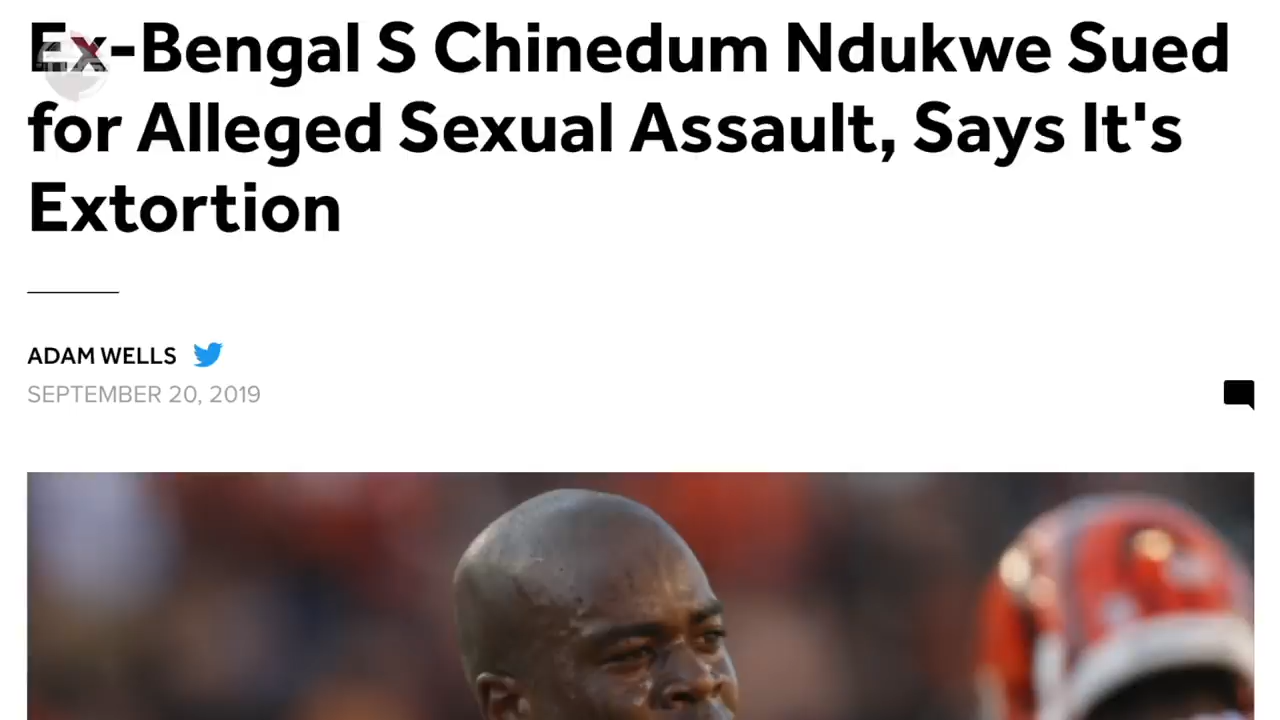 Ex-Bengal S Chinedum Ndukwe Sued
for Alleged Sexual Assault, Says It's
Extortion
ADAM WELLS
SEPTEMBER 20, 2019